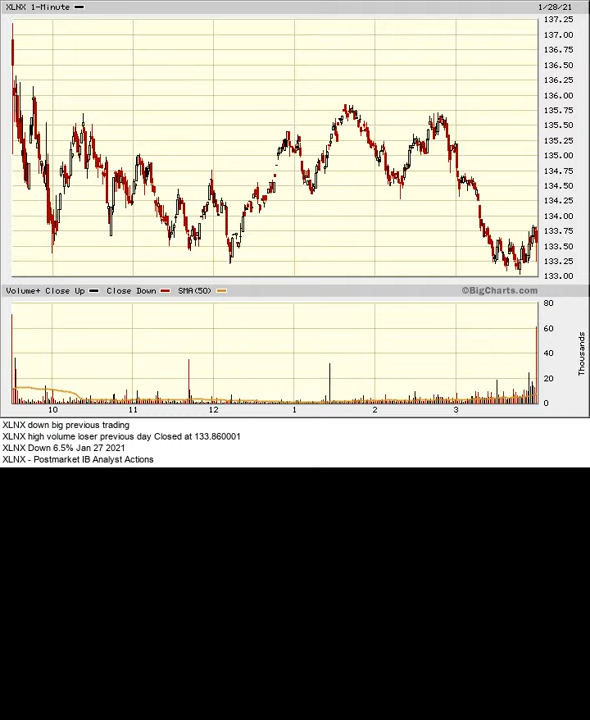 XLNX 1-Minute 1/28/21
137.25
137.00
136.75
136.50
136.25
136.00
135.75
135.50
135.25
135.00
134.75
134.50
134.25
134.00
133.75
133.50
133.25
133.00
Volume+ Close Up Close Down SMA(50) ©BigCharts.com
80
60
40
20
0
Thousands
10 11 12 1 2 3
XLNX down big previous trading
XLNX high volume loser previous day Closed at 133.860001
XLNX Down 6.5% Jan 27 2021
XLNX - Postmarket IB Analyst Actions